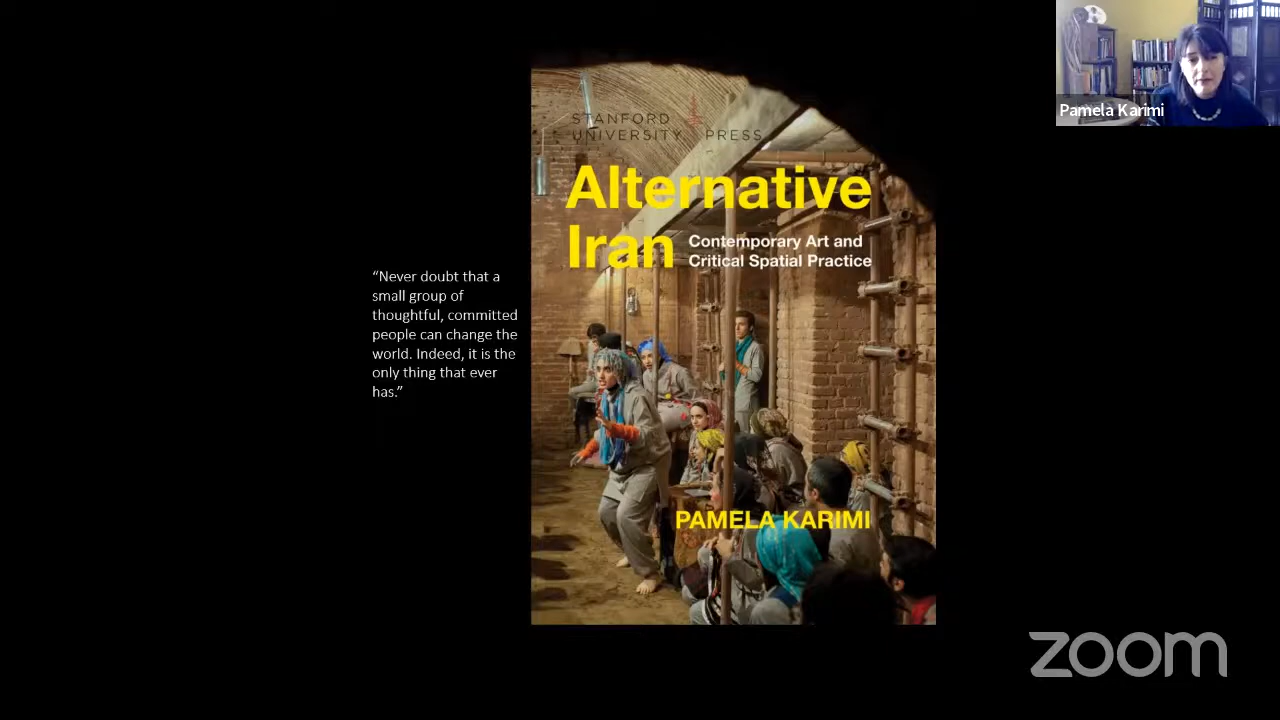 Pamela Karimi
STANFORD
UNIVERSITY PRESS
Alternative
Iran
Contemporary Art and
Critical Spatial Practice
“Never doubt that a
small group of
thoughtful, committed
people can change the
world. Indeed, it is the
only thing that ever
has.”
PAMELA KARIMI
zoom